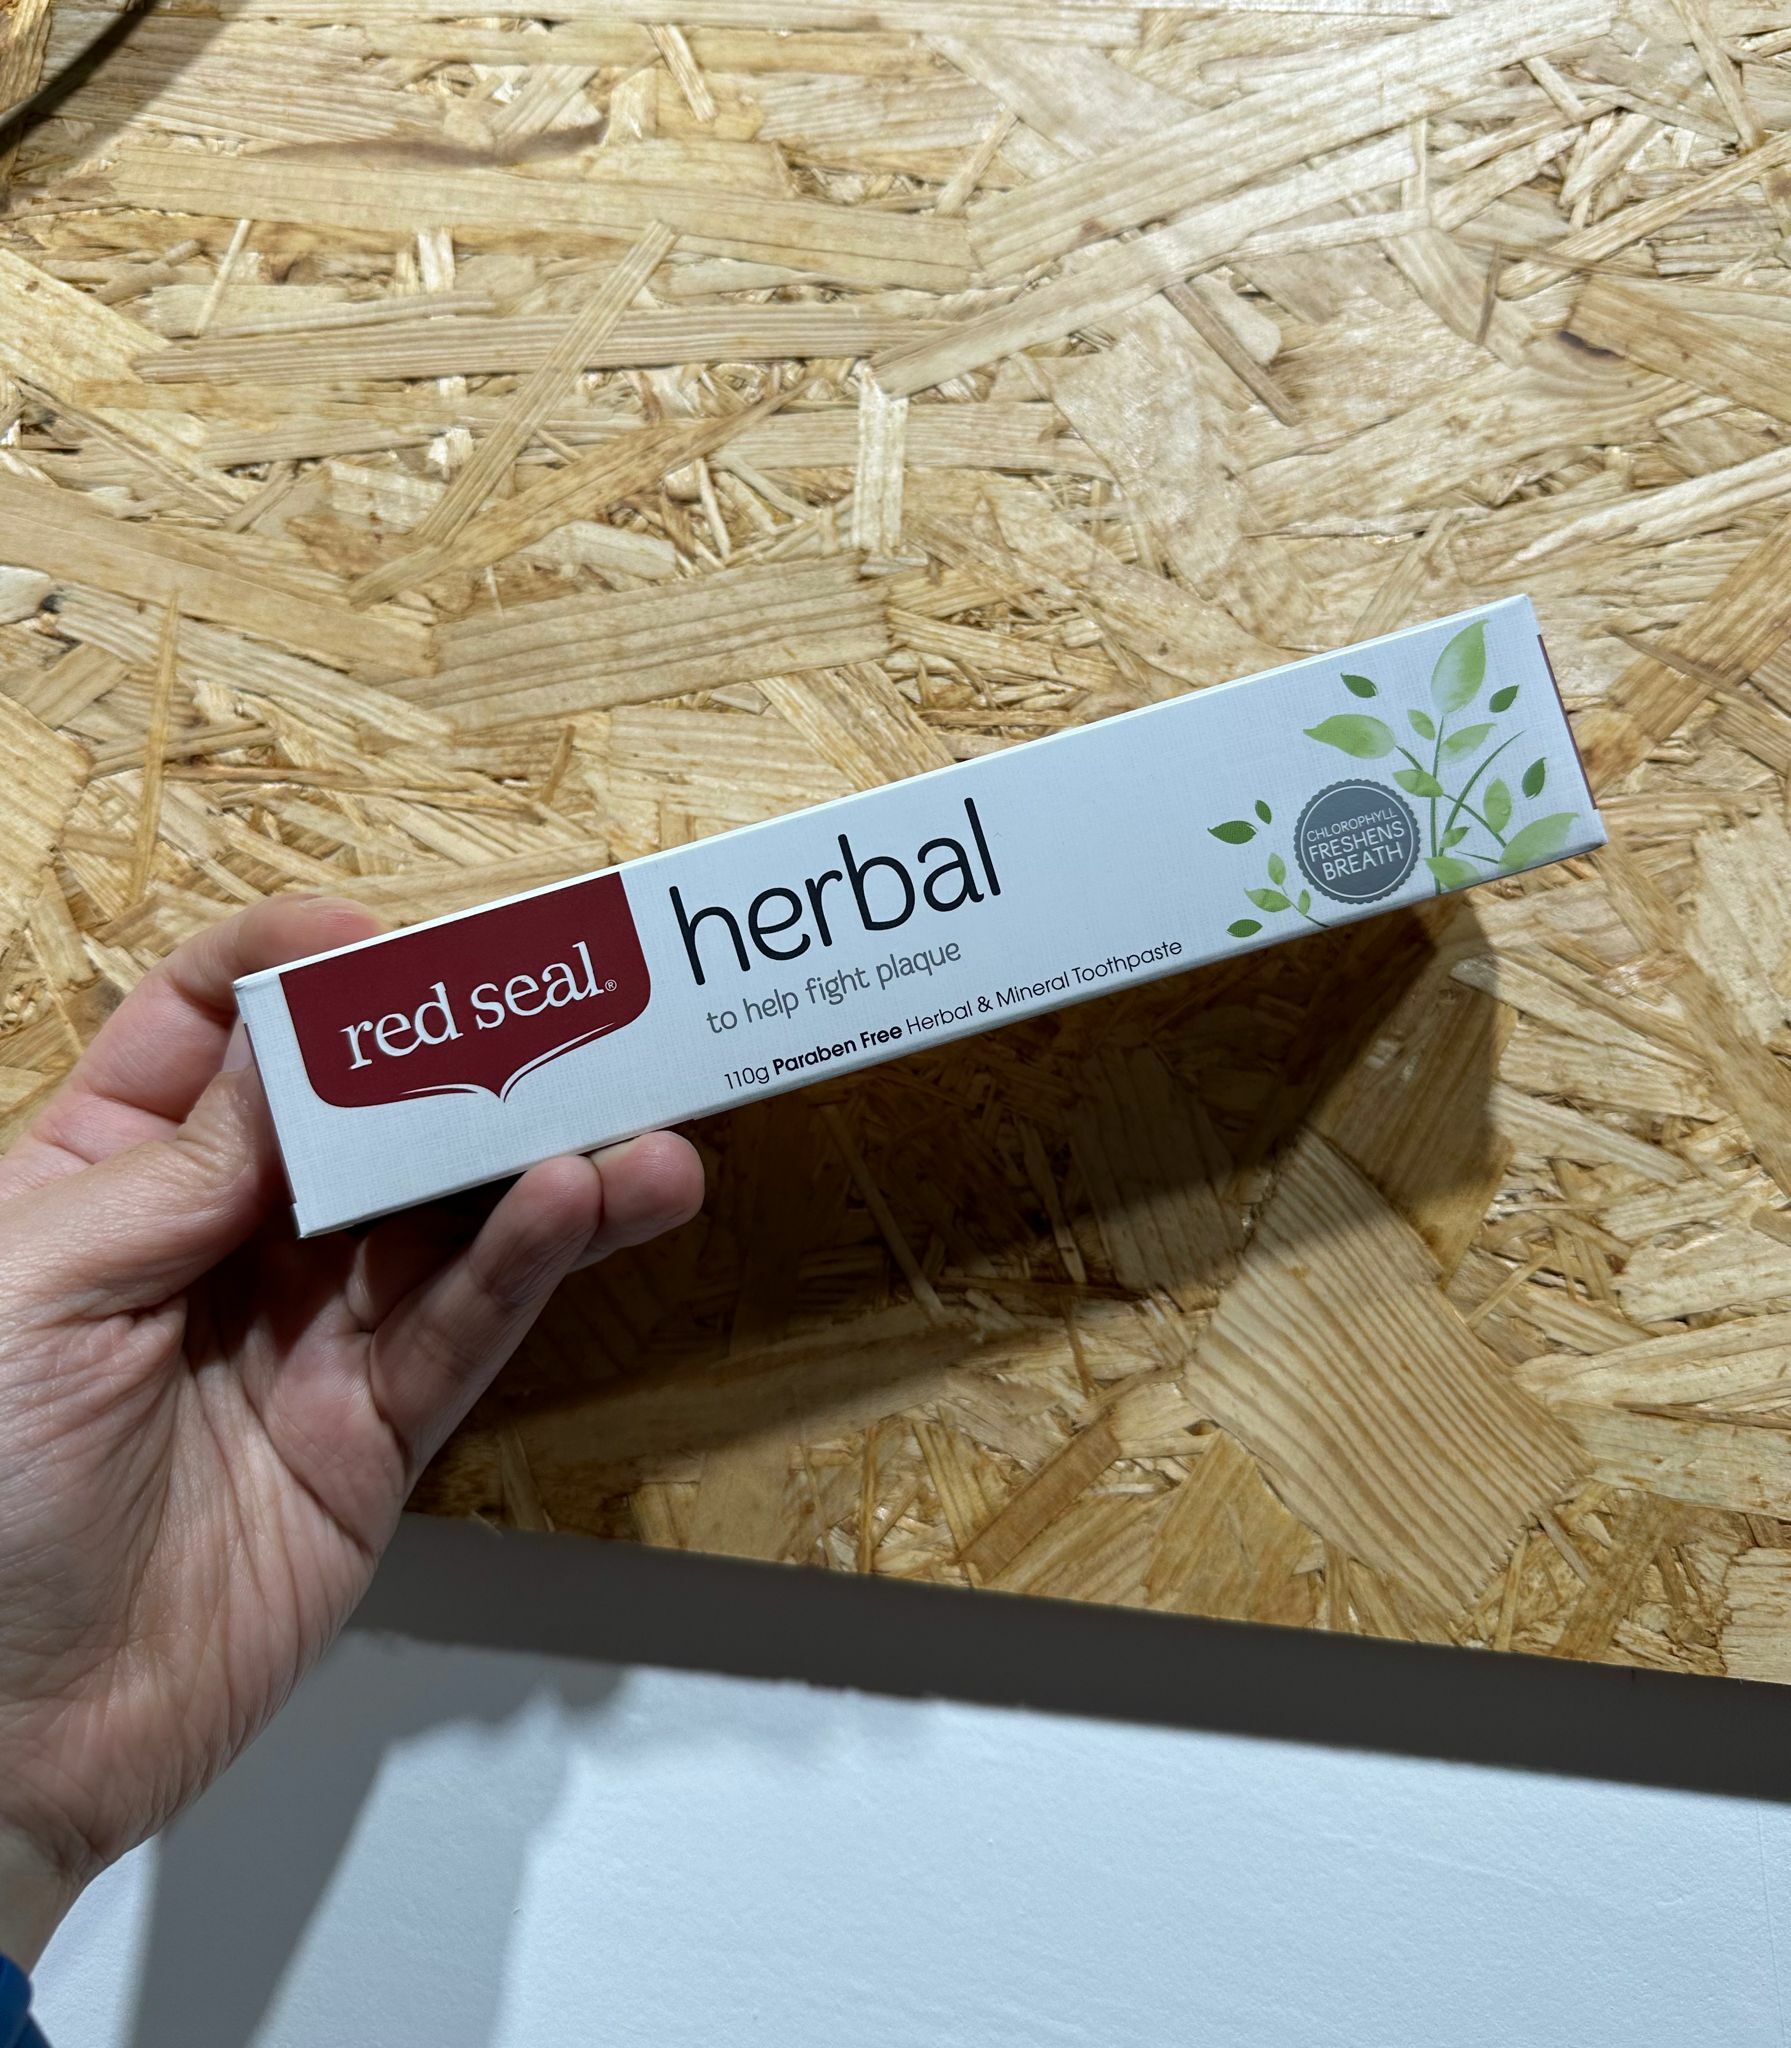 red seal®
herbal
to help fight plaque
110g Paraben Free Herbal & Mineral Toothpaste
CHLOROPHYLL
FRESHENS
BREATH